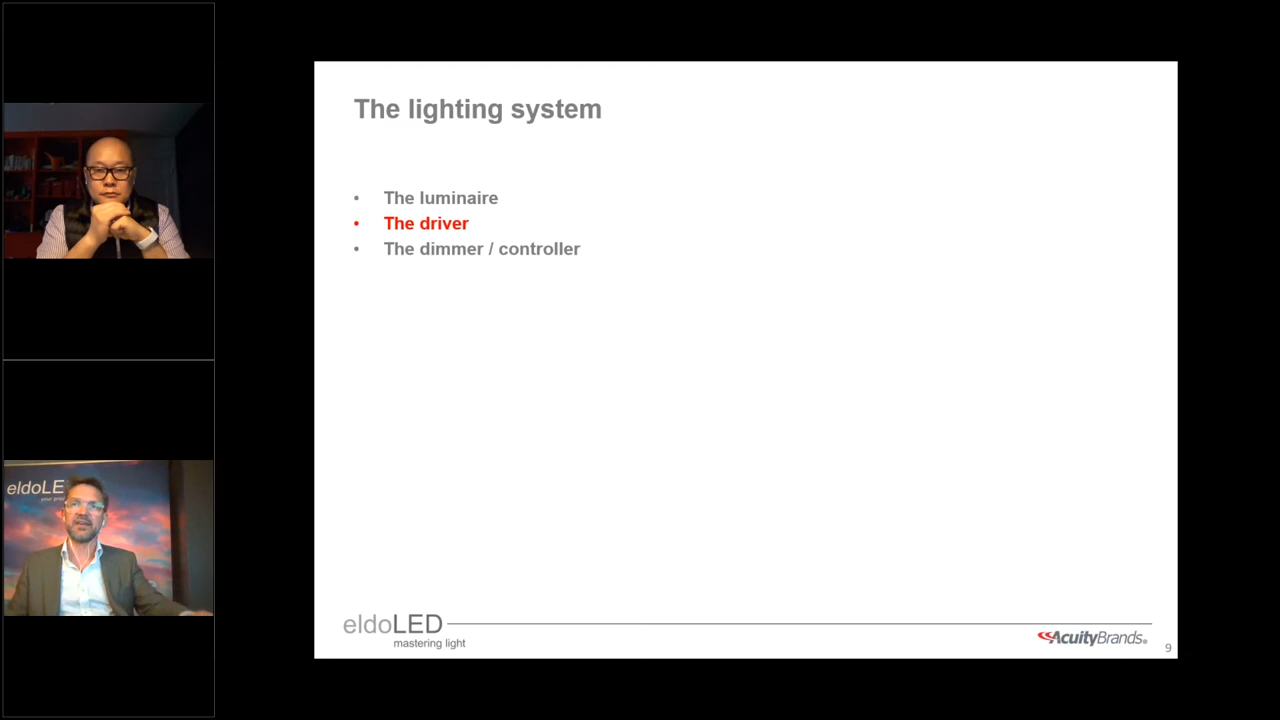 The lighting system
• The luminaire
• The driver
• The dimmer / controller
eldoLED
mastering light
AcuityBrands®
9
eldoLE